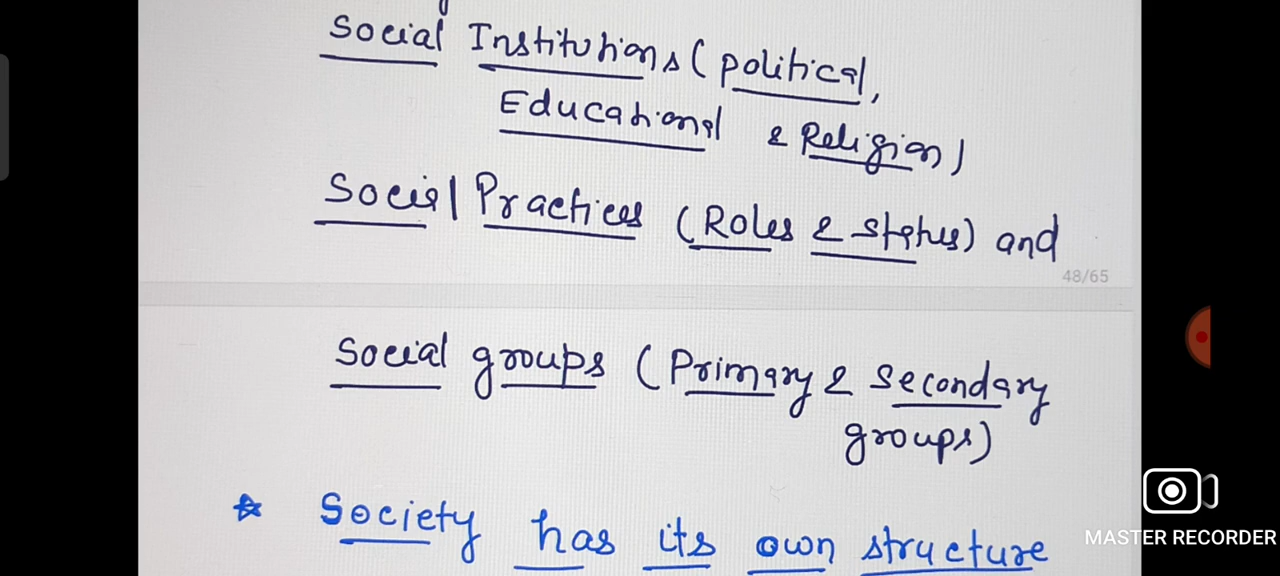 Social Institutions (political,
Educational & Religion)
Social Practices (Roles & status) and
48/65
Social groups (Primary & Secondary
groups)
☆ Society has its own structure
MASTER RECORDER